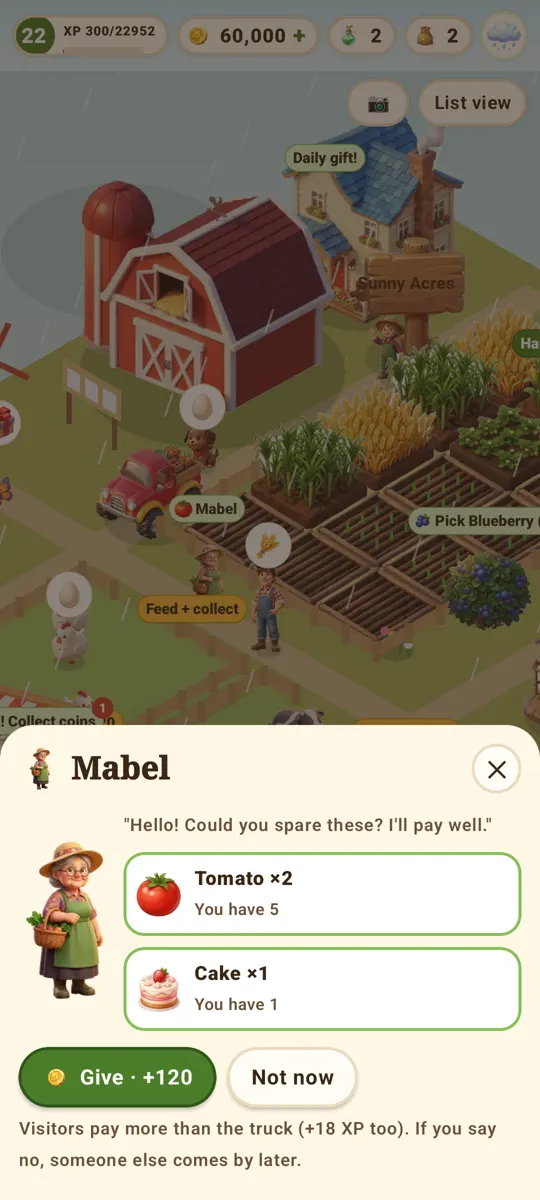 22
XP 300/22952
60,000 +
2
2
List view
Daily gift!
Sunny Acres
Ha
Mabel
Pick Blueberry
Feed + collect
1
! Collect coins
Mabel
"Hello! Could you spare these? I'll pay well."
Tomato ×2
You have 5
Cake ×1
You have 1
Give · +120
Not now
Visitors pay more than the truck (+18 XP too). If you say
no, someone else comes by later.